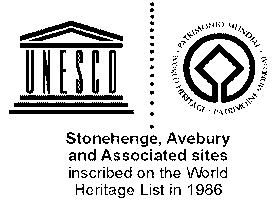 UNESCO
PATRIMONIO MUNDIAL • WORLD HERITAGE • PATRIMOINE MONDIAL •
Stonehenge, Avebury
and Associated sites
inscribed on the World
Heritage List in 1986